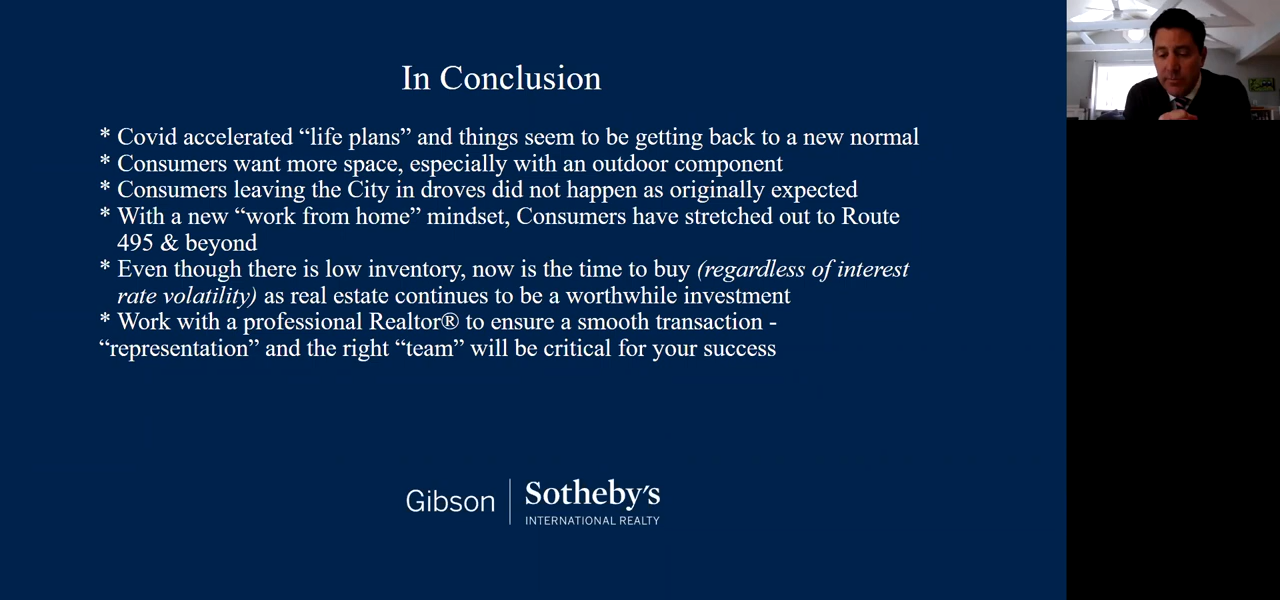 In Conclusion
* Covid accelerated “life plans” and things seem to be getting back to a new normal
* Consumers want more space, especially with an outdoor component
* Consumers leaving the City in droves did not happen as originally expected
* With a new “work from home” mindset, Consumers have stretched out to Route
495 & beyond
* Even though there is low inventory, now is the time to buy (regardless of interest
rate volatility) as real estate continues to be a worthwhile investment
* Work with a professional Realtor® to ensure a smooth transaction -
“representation” and the right “team” will be critical for your success
Gibson | Sotheby's
INTERNATIONAL REALTY